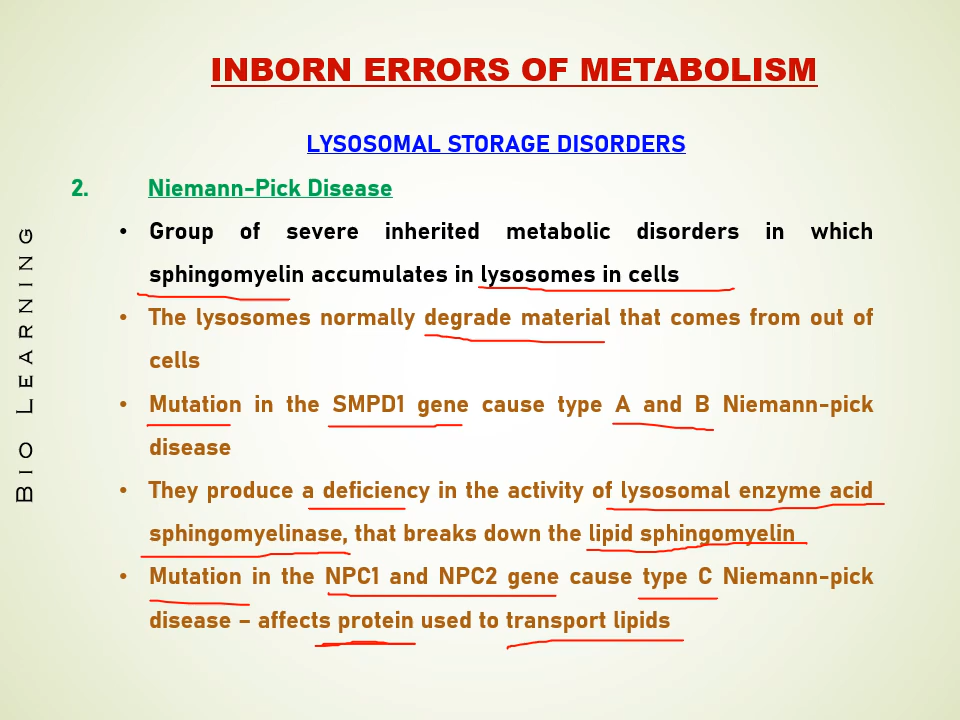 INBORN ERRORS OF METABOLISM
LYSOSOMAL STORAGE DISORDERS
2. Niemann-Pick Disease
• Group of severe inherited metabolic disorders in which
sphingomyelin accumulates in lysosomes in cells
• The lysosomes normally degrade material that comes from out of
cells
• Mutation in the SMPD1 gene cause type A and B Niemann-pick
disease
• They produce a deficiency in the activity of lysosomal enzyme acid
sphingomyelinase, that breaks down the lipid sphingomyelin
• Mutation in the NPC1 and NPC2 gene cause type C Niemann-pick
disease – affects protein used to transport lipids
Bio Learning